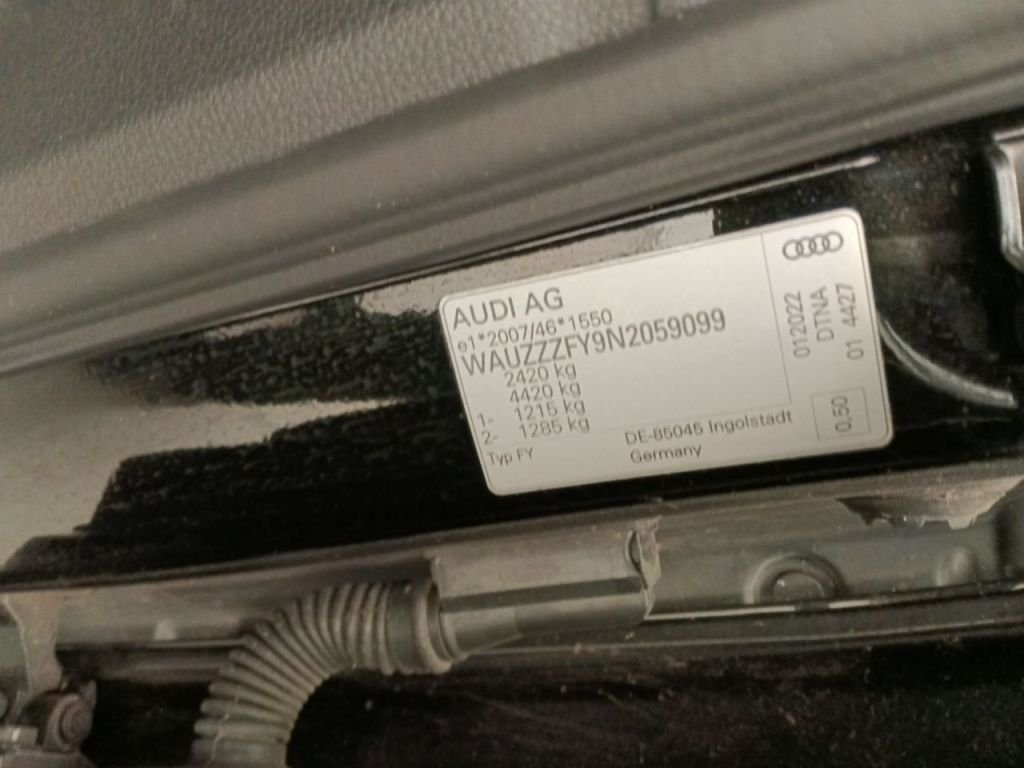 AUDI AG
e1*2007/46*1550
WAUZZZFY9N2059099
2420 kg
4420 kg
1- 1215 kg
2- 1285 kg
Typ FY
DE-85045 Ingolstadt
Germany
012022
DTNA
01 4427
0,50